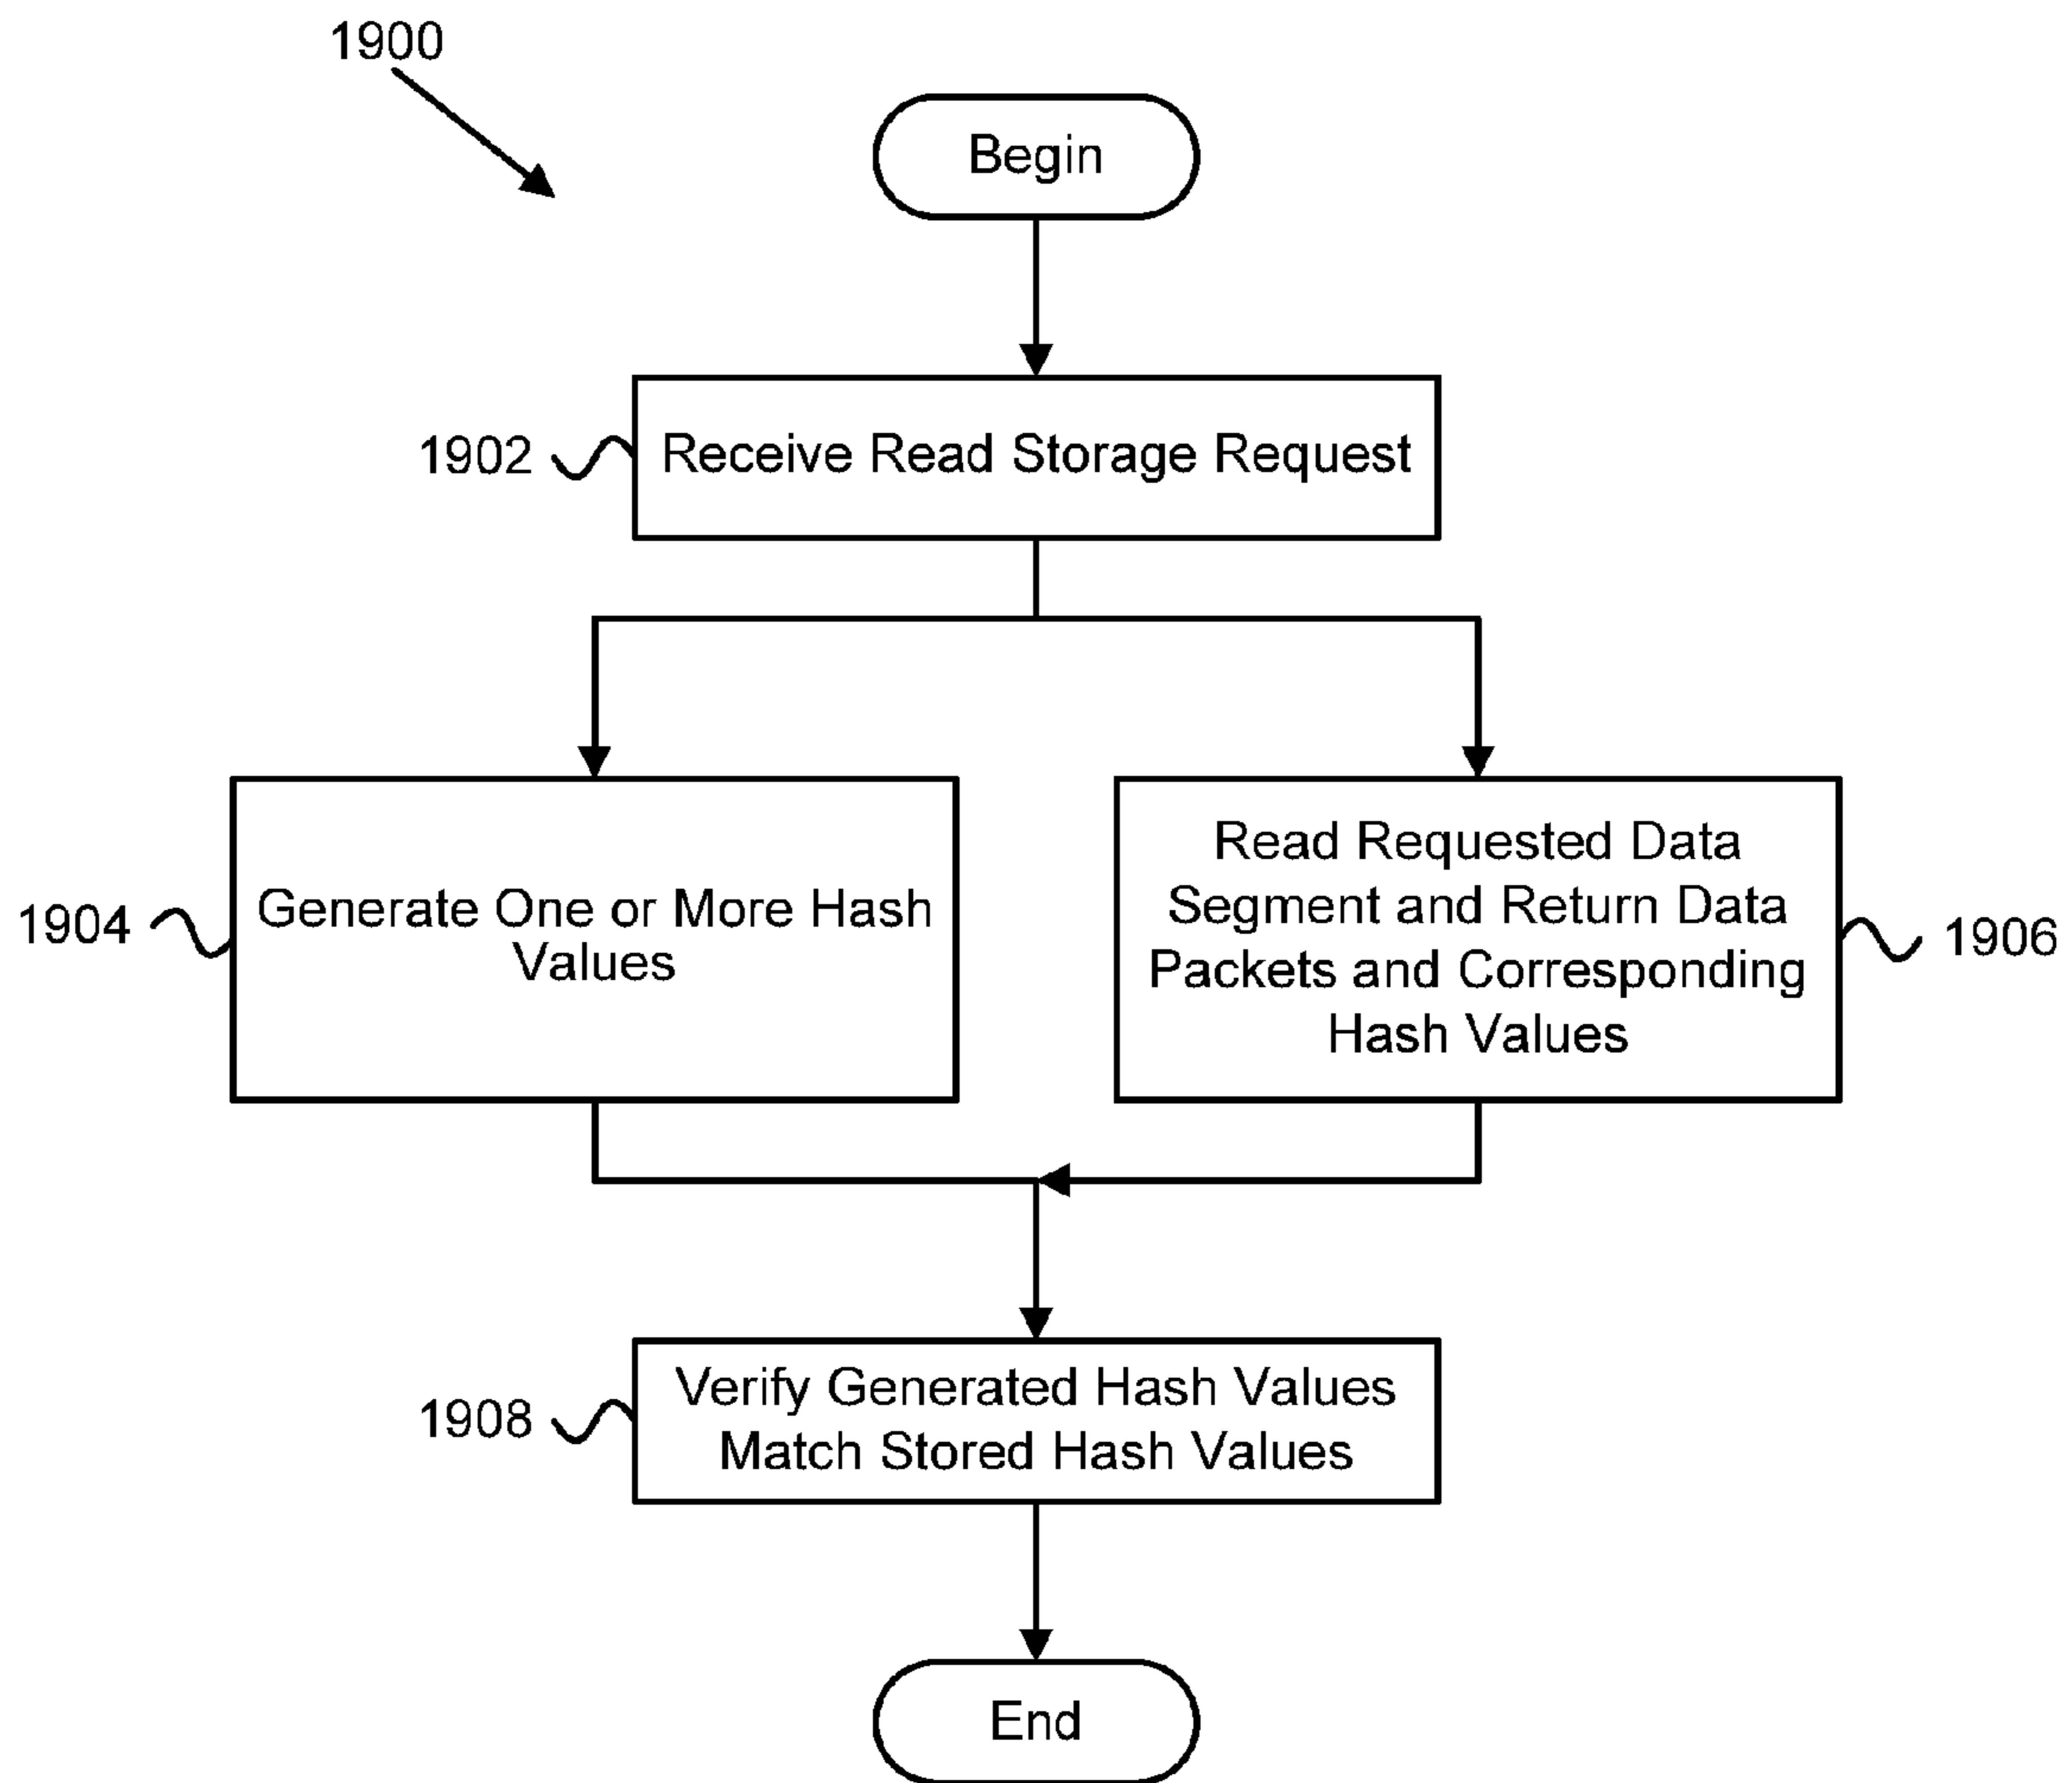 1900
Begin
1902
Receive Read Storage Request
1904
Generate One or More Hash
Values
Read Requested Data
Segment and Return Data
Packets and Corresponding
Hash Values
1906
1908
Verify Generated Hash Values
Match Stored Hash Values
End